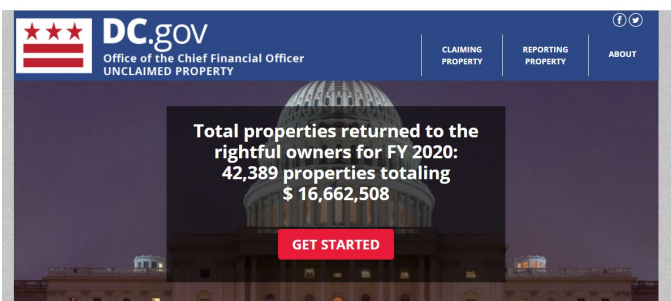 DC.gov
Office of the Chief Financial Officer
UNCLAIMED PROPERTY
CLAIMING
PROPERTY
REPORTING
PROPERTY
ABOUT
Total properties returned to the
rightful owners for FY 2020:
42,389 properties totaling
$ 16,662,508
GET STARTED